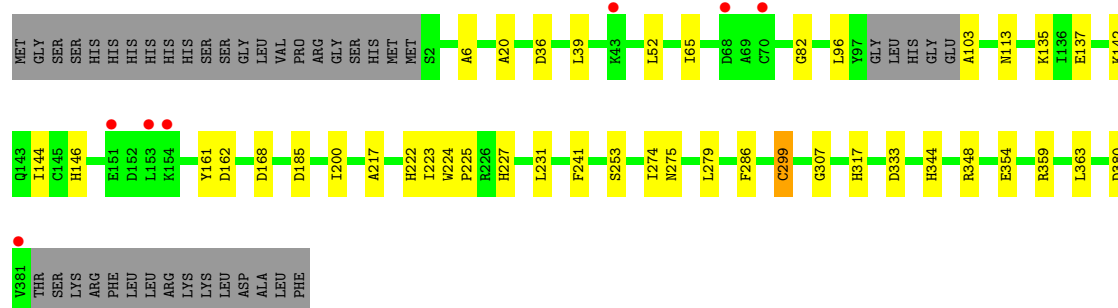 MET GLY SER SER HIS HIS HIS HIS HIS HIS SER SER GLY LEU VAL PRO ARG GLY SER HIS MET MET S2 A6 A20 D36 L39 K43 L52 I65 D68 A69 C70 G82 L96 Y97 GLY LEU HIS GLY GLU A103 N113 K135 I136 E137 K142
Q143 I144 C145 H146 E151 D152 L153 K154 Y161 D162 D168 D185 I200 A217 H222 I223 W224 P225 R226 H227 L231 F241 S253 I274 N275 L279 F286 C299 G307 H317 D333 H344 R348 E354 R359 L363 D380
V381 THR SER LYS ARG PHE LEU LEU ARG LYS LYS LEU ASP ALA LEU PHE